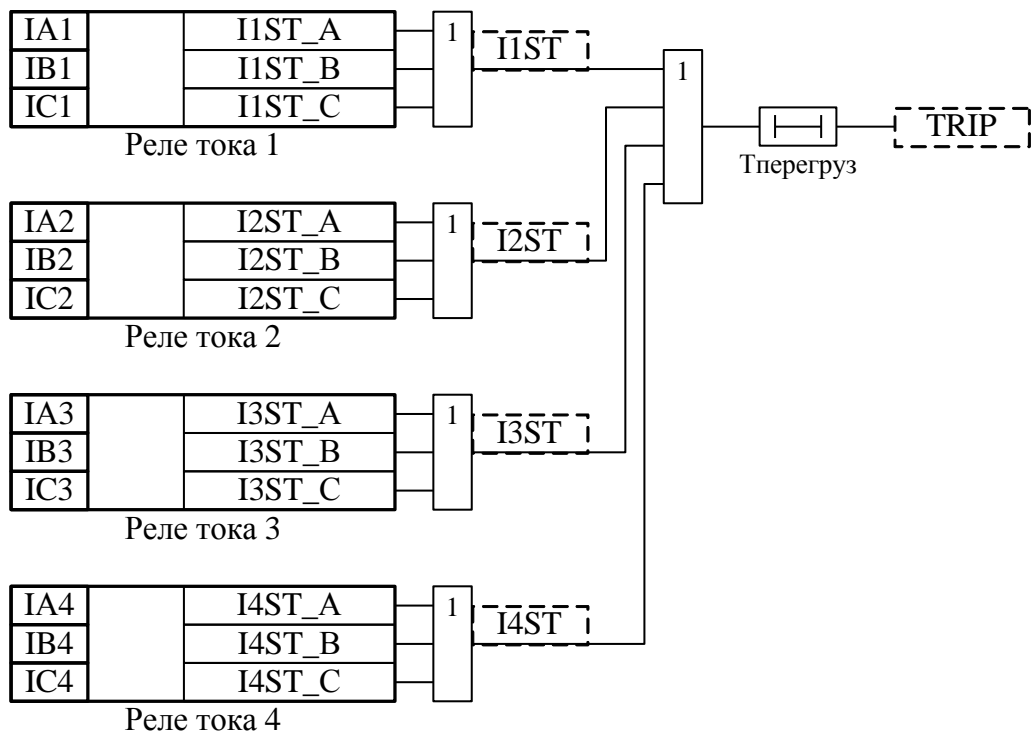 IA1 I1ST_A 1 I1ST
IB1 I1ST_B 1
IC1 I1ST_C TRIP
Реле тока 1 Тперегруз
IA2 I2ST_A 1 I2ST
IB2 I2ST_B
IC2 I2ST_C
Реле тока 2
IA3 I3ST_A 1 I3ST
IB3 I3ST_B
IC3 I3ST_C
Реле тока 3
IA4 I4ST_A 1 I4ST
IB4 I4ST_B
IC4 I4ST_C
Реле тока 4